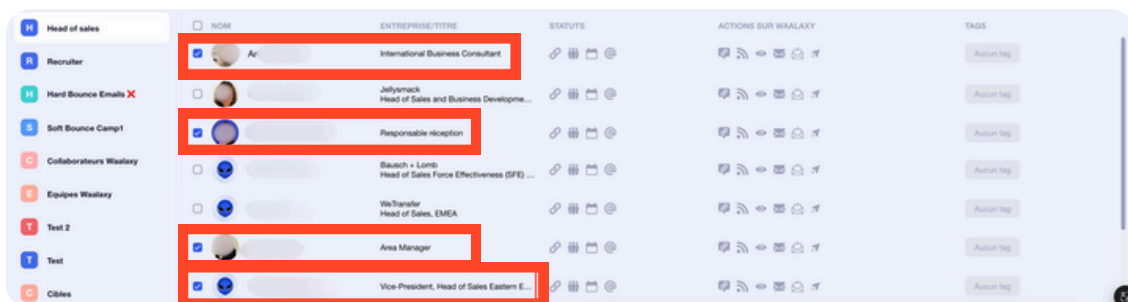 H Head of sales
NOM ENTREPRISE/TITRE STATUTS ACTIONS SUR WAALAXY TAGS
Ar International Business Consultant Aucun tag
R Recruiter
H Hard Bounce Emails ❌
Jellysmack
Head of Sales and Business Developme... Aucun tag
S Soft Bounce Camp1
Responsable réception Aucun tag
C Collaborateurs Waalaxy
Bausch + Lomb
Head of Sales Force Effectiveness (SFE) ... Aucun tag
E Equipes Waalaxy
WeTransfer
Head of Sales, EMEA Aucun tag
T Test 2
Area Manager Aucun tag
T Test
Vice-President, Head of Sales Eastern E... Aucun tag
C Cibles